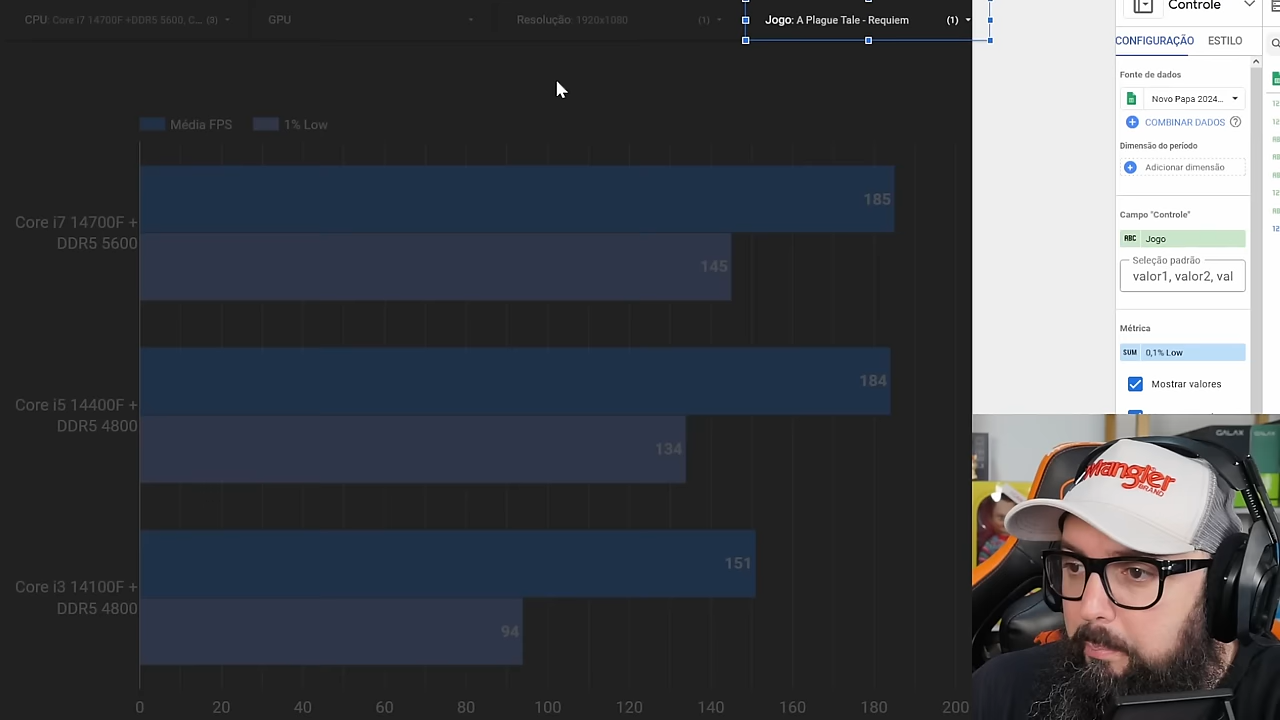 CPU: Core i7 14700F +DDR5 5600, C... (3)
GPU
Resolução: 1920x1080 (1)
Jogo: A Plague Tale - Requiem (1)
Controle
CONFIGURAÇÃO ESTILO
Fonte de dados
Novo Papa 2024...
COMBINAR DADOS
Dimensão do período
Adicionar dimensão
Campo "Controle"
ABC Jogo
Seleção padrão
valor1, valor2, val
Métrica
SUM 0,1% Low
Mostrar valores
Média FPS 1% Low
Core i7 14700F +
DDR5 5600
185
145
Core i5 14400F +
DDR5 4800
184
134
Core i3 14100F +
DDR5 4800
151
94
0 20 40 60 80 100 120 140 160 180 200
GALAX
GALAX
Wrangler
BRAND